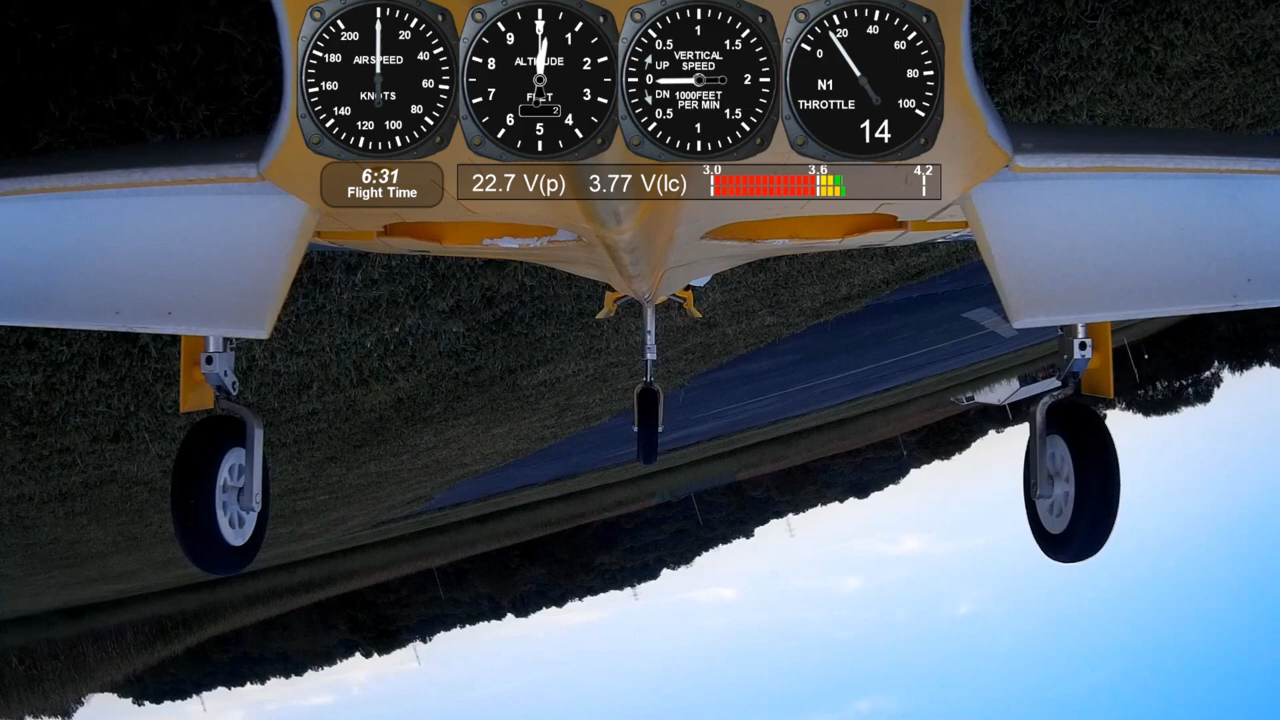 200 20
180 AIRSPEED 40
160 60
KNOTS
140 80
120 100
0
9 1
8 ALTITUDE 2
7 FEET 3
2
6 4
5
1
0.5 1.5
VERTICAL
UP SPEED
0 2
DN 1000FEET
PER MIN
0.5 1.5
1
20 40
0 60
N1 80
THROTTLE 100
14
6:31
Flight Time
22.7 V(p) 3.77 V(lc) 3.0 3.6 4.2